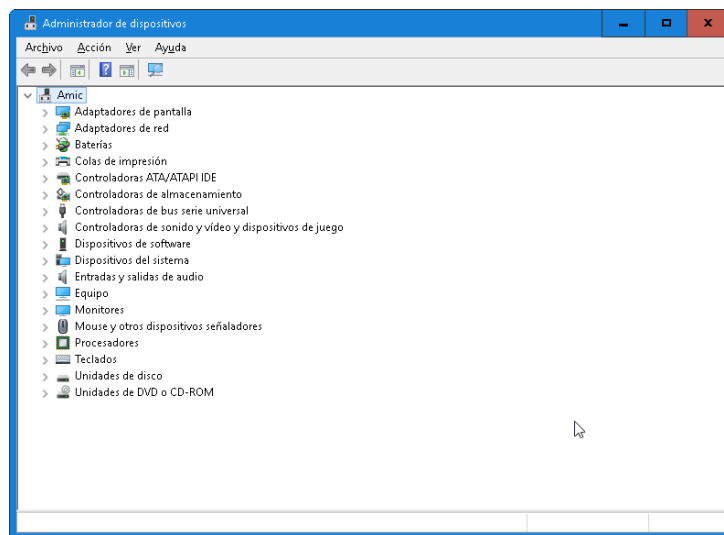 Administrador de dispositivos
Archivo Acción Ver Ayuda
Amic
Adaptadores de pantalla
Adaptadores de red
Baterías
Colas de impresión
Controladoras ATA/ATAPI IDE
Controladoras de almacenamiento
Controladoras de bus serie universal
Controladoras de sonido y vídeo y dispositivos de juego
Dispositivos de software
Dispositivos del sistema
Entradas y salidas de audio
Equipo
Monitores
Mouse y otros dispositivos señaladores
Procesadores
Teclados
Unidades de disco
Unidades de DVD o CD-ROM